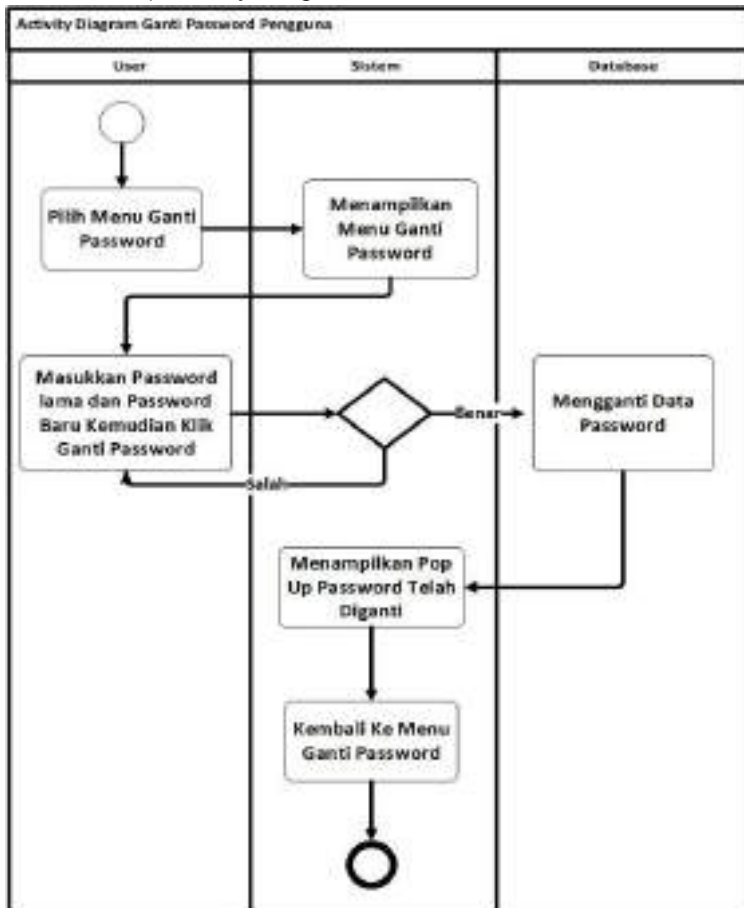 Activity Diagram Ganti Password Pengguna
User
Sistem
Database
Pilih Menu Ganti
Password
Menampilkan
Menu Ganti
Password
Masukkan Password
lama dan Password
Baru Kemudian Klik
Ganti Password
Benar
Mengganti Data
Password
Salah
Menampilkan Pop
Up Password Telah
Diganti
Kembali Ke Menu
Ganti Password